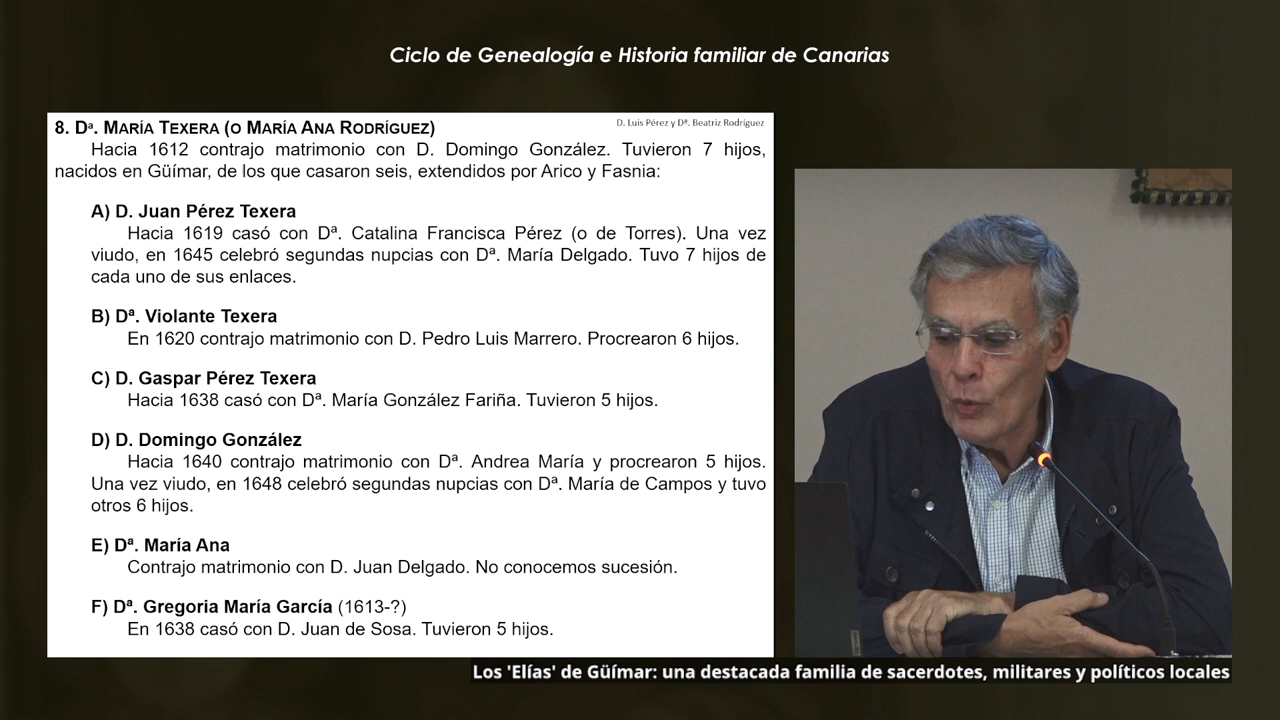 Ciclo de Genealogía e Historia familiar de Canarias
8. Dª. MARÍA TEXERA (O MARÍA ANA RODRÍGUEZ)
D. Luis Pérez y Dª. Beatriz Rodríguez
Hacia 1612 contrajo matrimonio con D. Domingo González. Tuvieron 7 hijos,
nacidos en Güímar, de los que casaron seis, extendidos por Arico y Fasnia:
A) D. Juan Pérez Texera
Hacia 1619 casó con Dª. Catalina Francisca Pérez (o de Torres). Una vez
viudo, en 1645 celebró segundas nupcias con Dª. María Delgado. Tuvo 7 hijos de
cada uno de sus enlaces.
B) Dª. Violante Texera
En 1620 contrajo matrimonio con D. Pedro Luis Marrero. Procrearon 6 hijos.
C) D. Gaspar Pérez Texera
Hacia 1638 casó con Dª. María González Fariña. Tuvieron 5 hijos.
D) D. Domingo González
Hacia 1640 contrajo matrimonio con Dª. Andrea María y procrearon 5 hijos.
Una vez viudo, en 1648 celebró segundas nupcias con Dª. María de Campos y tuvo
otros 6 hijos.
E) Dª. María Ana
Contrajo matrimonio con D. Juan Delgado. No conocemos sucesión.
F) Dª. Gregoria María García (1613-?)
En 1638 casó con D. Juan de Sosa. Tuvieron 5 hijos.
Los 'Elías' de Güímar: una destacada familia de sacerdotes, militares y políticos locales